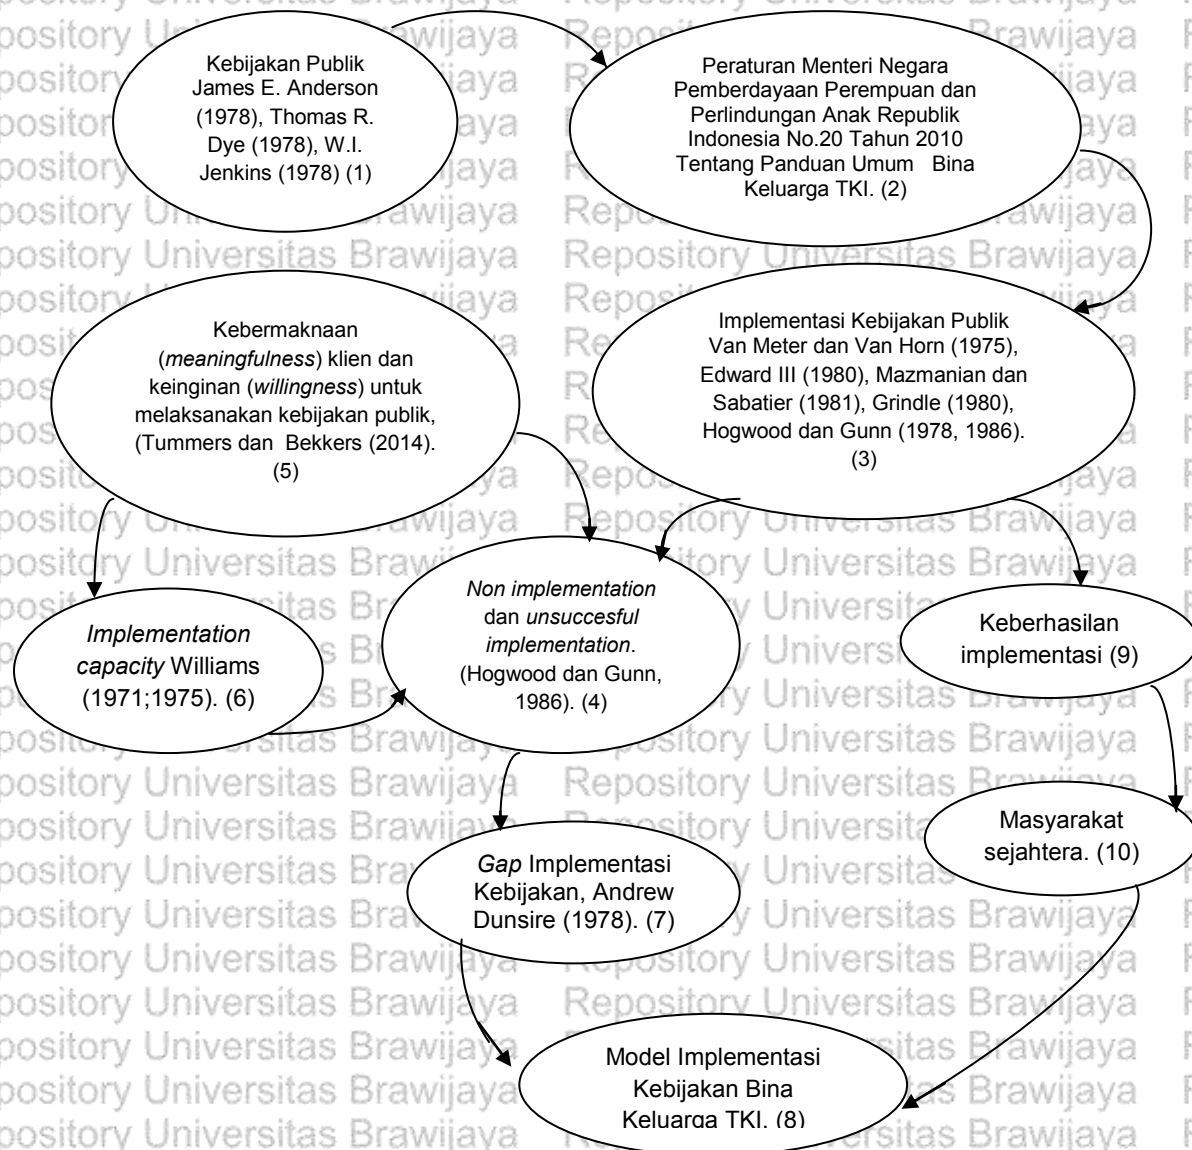 Kebijakan Publik
James E. Anderson
(1978), Thomas R.
Dye (1978), W.I.
Jenkins (1978) (1)
Peraturan Menteri Negara
Pemberdayaan Perempuan dan
Perlindungan Anak Republik
Indonesia No.20 Tahun 2010
Tentang Panduan Umum Bina
Keluarga TKI. (2)
Implementasi Kebijakan Publik
Van Meter dan Van Horn (1975),
Edward III (1980), Mazmanian dan
Sabatier (1981), Grindle (1980),
Hogwood dan Gunn (1978, 1986).
(3)
Kebermaknaan
(meaningfulness) klien dan
keinginan (willingness) untuk
melaksanakan kebijakan publik,
(Tummers dan Bekkers (2014).
(5)
Non implementation
dan unsuccesful
implementation.
(Hogwood dan Gunn,
1986). (4)
Implementation
capacity Williams
(1971;1975). (6)
Keberhasilan
implementasi (9)
Masyarakat
sejahtera. (10)
Gap Implementasi
Kebijakan, Andrew
Dunsire (1978). (7)
Model Implementasi
Kebijakan Bina
Keluarga TKI. (8)
Repository Universitas Brawijaya